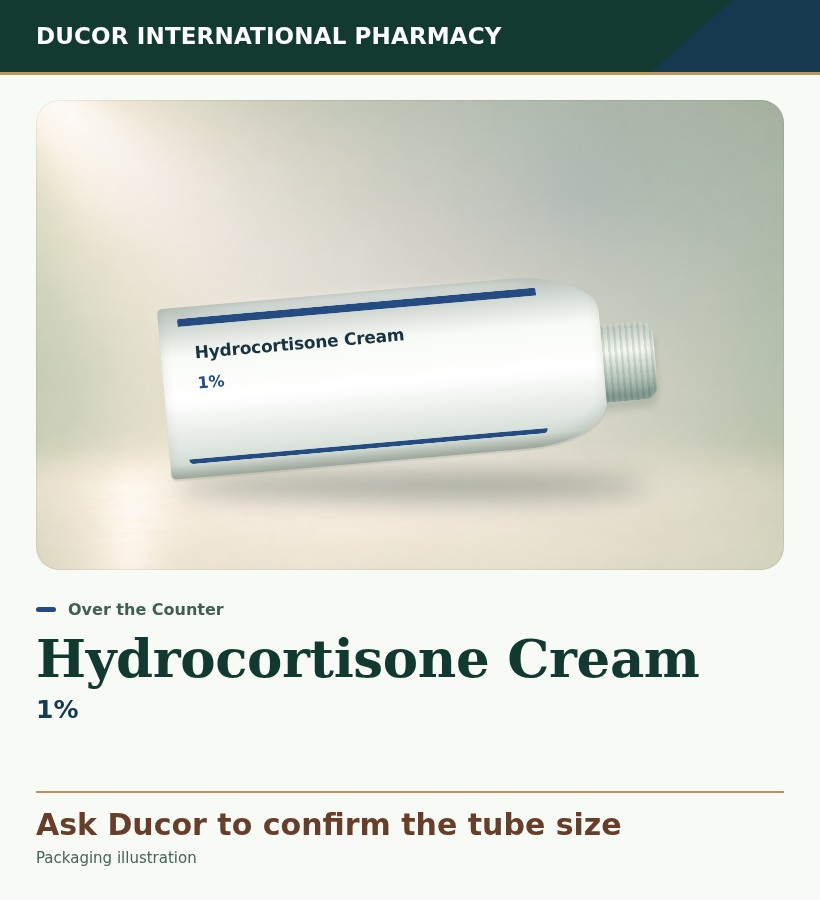 DUCOR INTERNATIONAL PHARMACY
Hydrocortisone Cream
1%
Over the Counter
Hydrocortisone Cream
1%
Ask Ducor to confirm the tube size
Packaging illustration